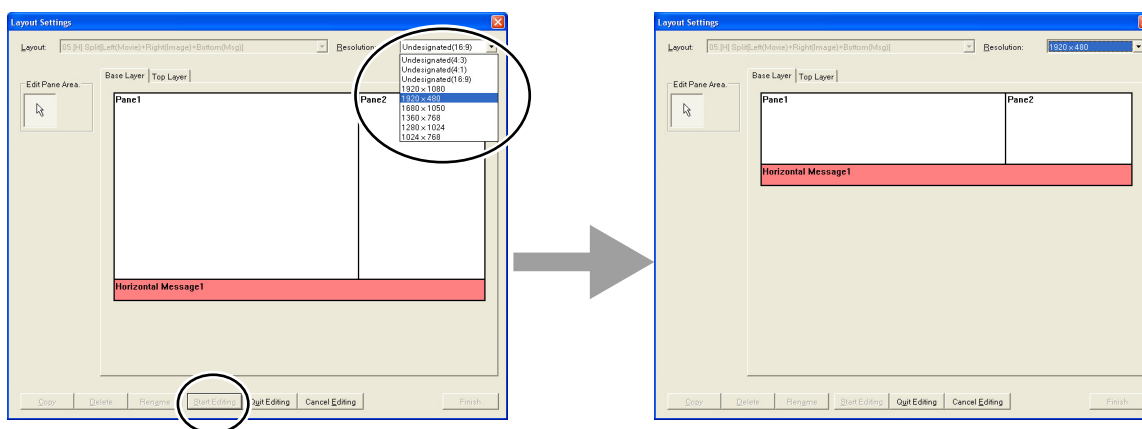 Layout Settings
Layout: 05.[H] Split[Left(Movie)+Right(Image)+Bottom(Msg)]
Resolution: Undesignated(16:9)
Undesignated(4:3)
Undesignated(4:1)
Undesignated(16:9)
1920 × 1080
1920 × 480
1680 × 1050
1360 × 768
1280 × 1024
1024 × 768
Edit Pane Area.
Base Layer Top Layer
Pane1 Pane2
Horizontal Message1
Copy Delete Rename Start Editing Quit Editing Cancel Editing Finish
Layout Settings
Layout: 05.[H] Split[Left(Movie)+Right(Image)+Bottom(Msg)]
Resolution: 1920 × 480
Edit Pane Area.
Base Layer Top Layer
Pane1 Pane2
Horizontal Message1
Copy Delete Rename Start Editing Quit Editing Cancel Editing Finish